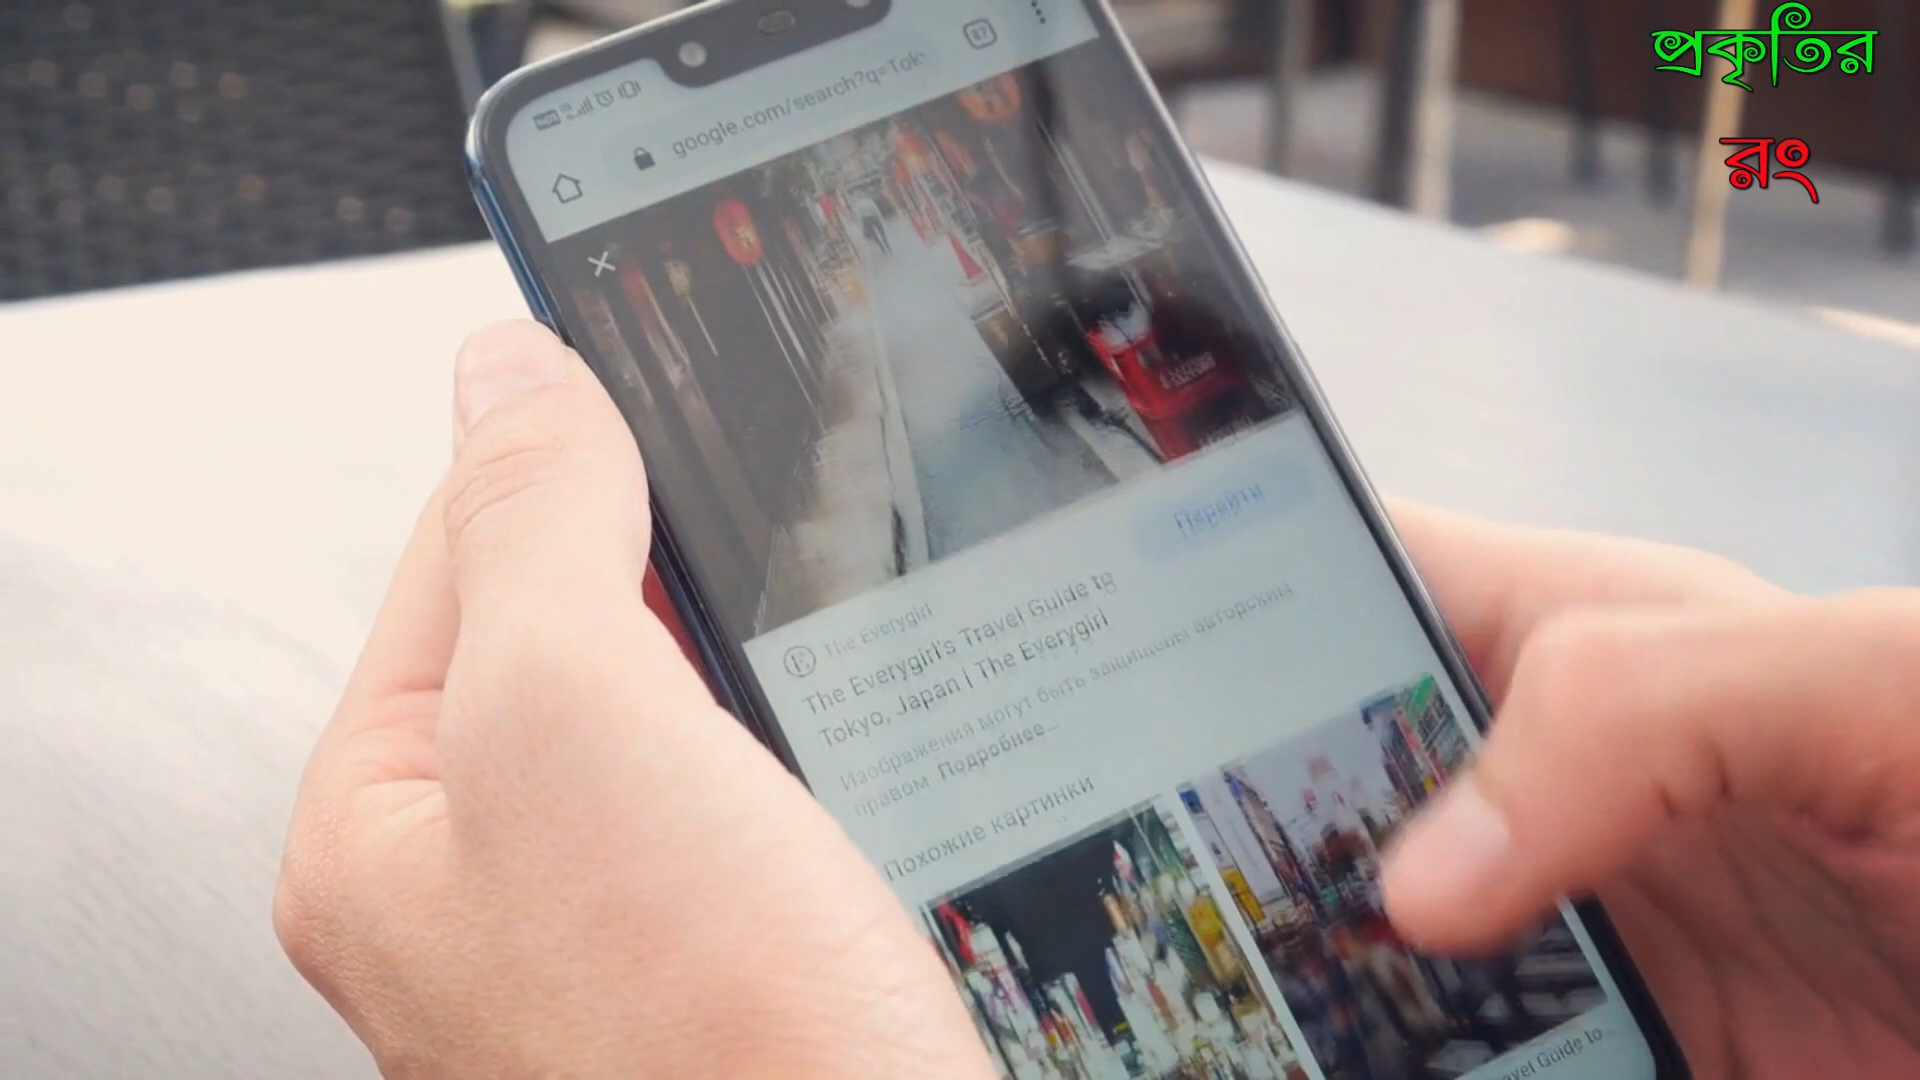 প্রকৃতির
রং
google.com/search?q=Tok
87
Перейти
The Everygirl
The Everygirl's Travel Guide to
Tokyo, Japan | The Everygirl
Изображения могут быть защищены авторским
правом Подробнее...
Похожие картинки
avel Guide to...